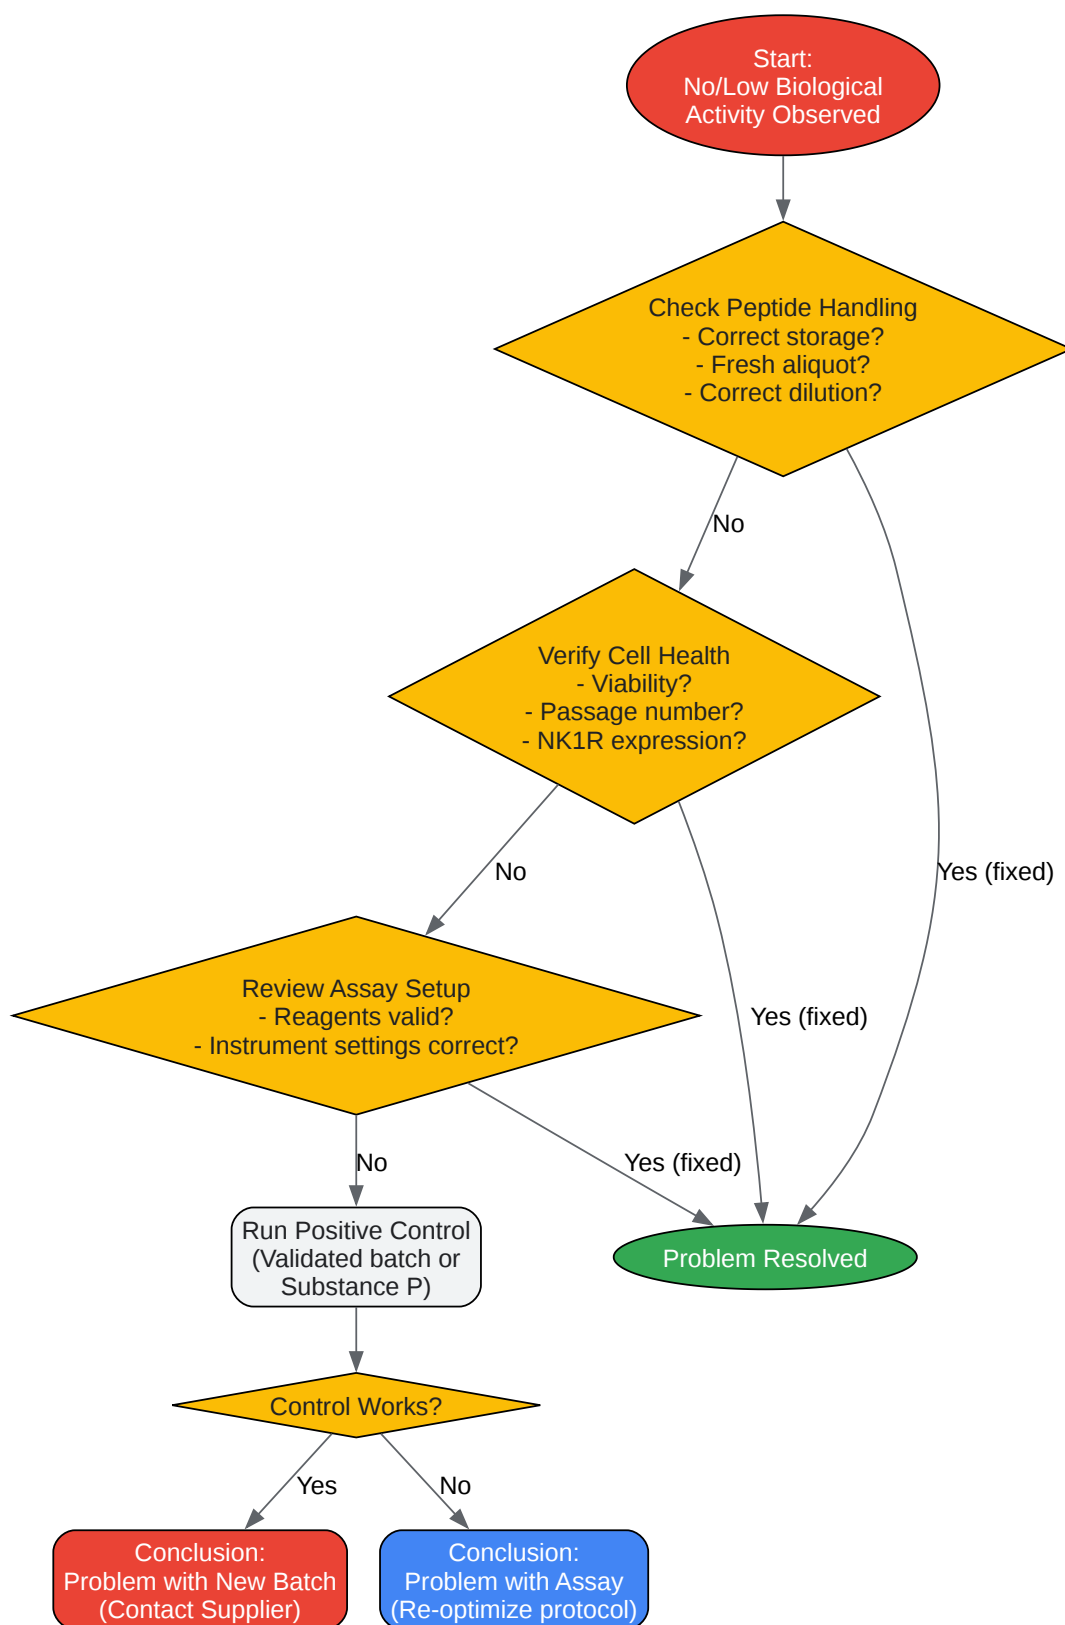 Start:
No/Low Biological
Activity Observed
Check Peptide Handling
- Correct storage?
- Fresh aliquot?
- Correct dilution?
No
Verify Cell Health
- Viability?
- Passage number?
- NK1R expression?
No
Yes (fixed)
Review Assay Setup
- Reagents valid?
- Instrument settings correct?
Yes (fixed)
No
Yes (fixed)
Run Positive Control
(Validated batch or
Substance P)
Problem Resolved
Control Works?
Yes
No
Conclusion:
Problem with New Batch
(Contact Supplier)
Conclusion:
Problem with Assay
(Re-optimize protocol)